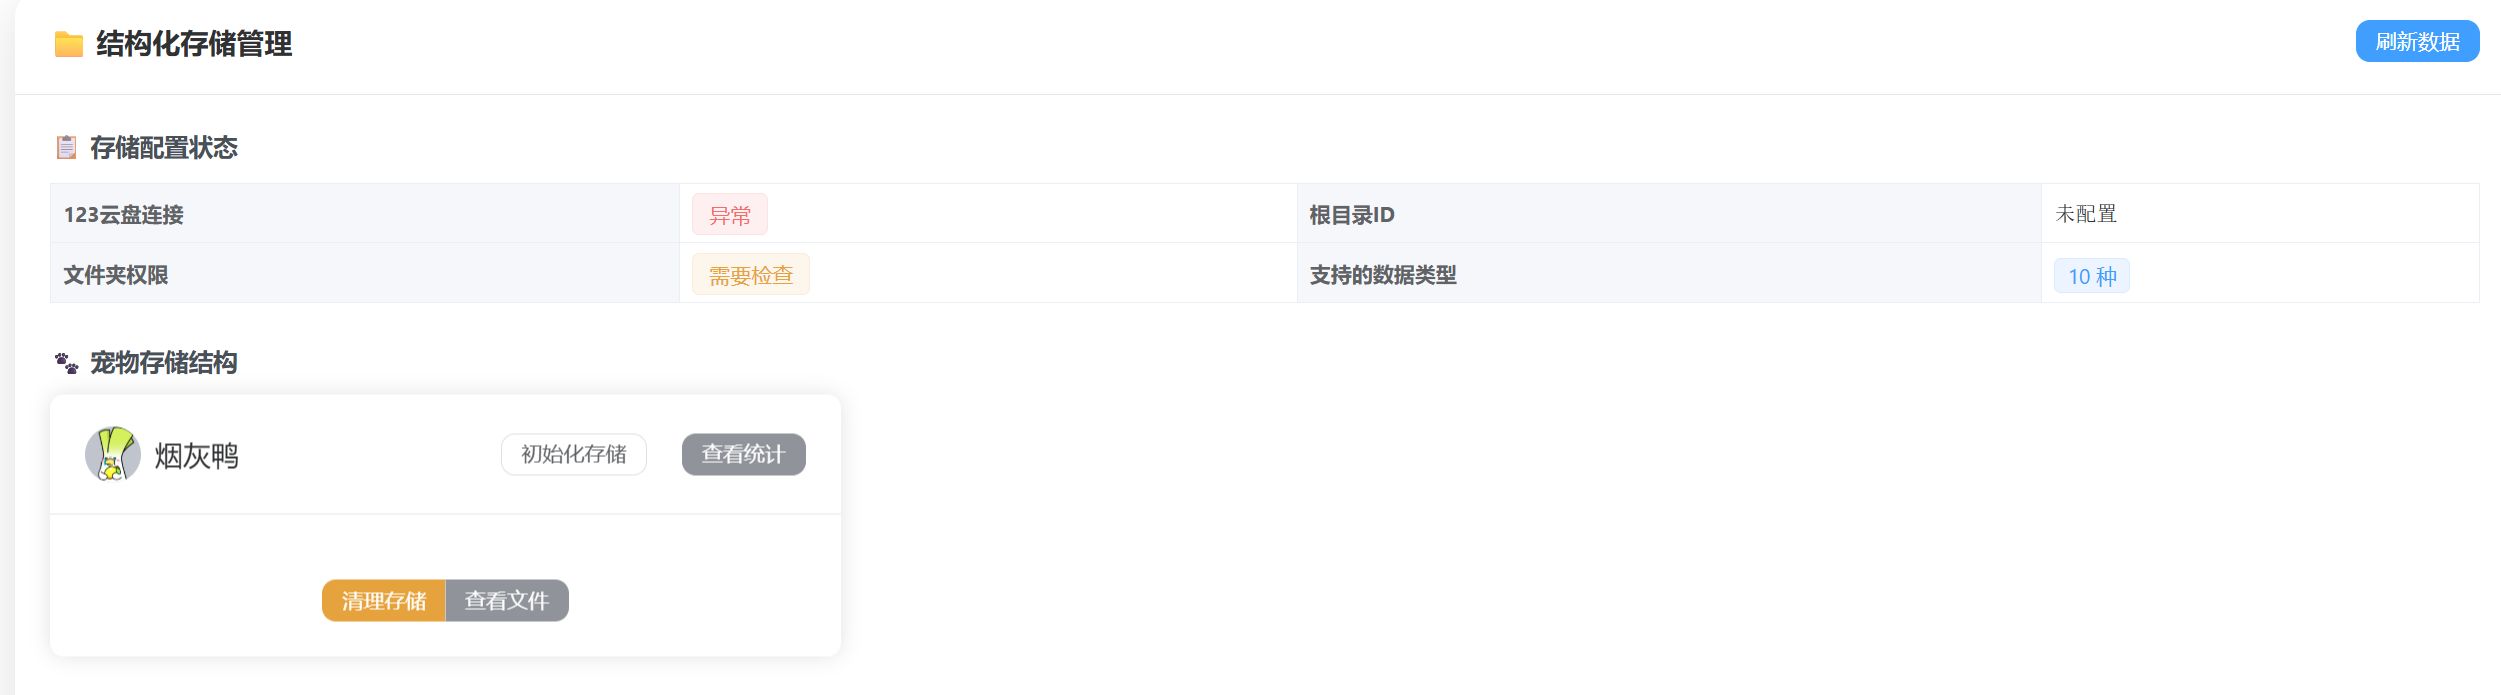 结构化存储管理
刷新数据
存储配置状态
123云盘连接 异常 根目录ID 未配置
文件夹权限 需要检查 支持的数据类型 10 种
宠物存储结构
烟灰鸭 初始化存储 查看统计
清理存储 查看文件